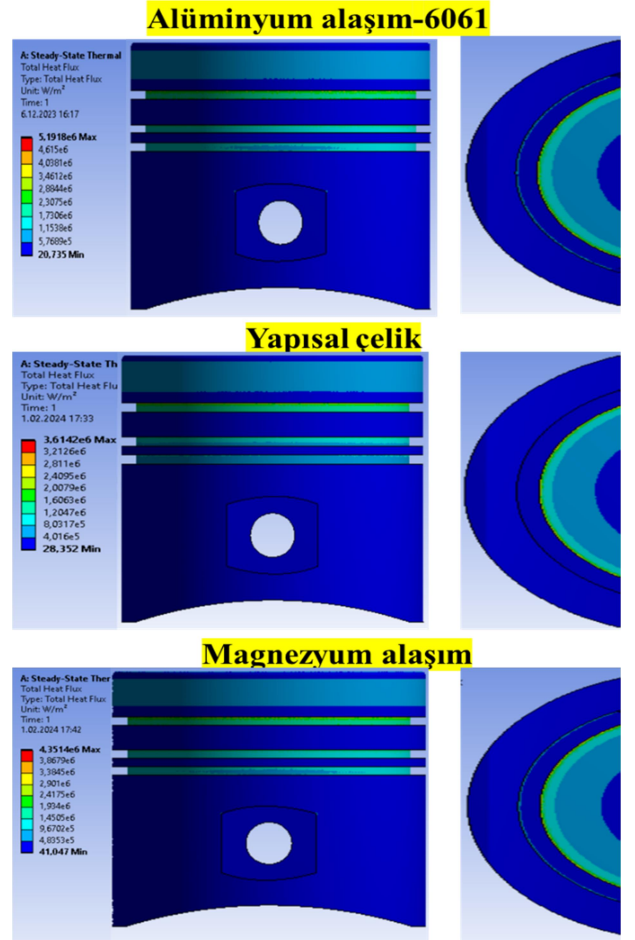 Alüminyum alaşım-6061
A: Steady-State Thermal
Total Heat Flux
Type: Total Heat Flux
Unit: W/m²
Time: 1
6.12.2023 16:17
5,1918e6 Max
4,615e6
4,0381e6
3,4612e6
2,8844e6
2,3075e6
1,7306e6
1,1538e6
5,7689e5
20,735 Min
Yapısal çelik
A: Steady-State Th
Total Heat Flux
Type: Total Heat Flu
Unit: W/m²
Time: 1
1.02.2024 17:33
3,6142e6 Max
3,2126e6
2,811e6
2,4095e6
2,0079e6
1,6063e6
1,2047e6
8,0317e5
4,016e5
28,352 Min
Magnezyum alaşım
A: Steady-State Ther
Total Heat Flux
Type: Total Heat Flux
Unit: W/m²
Time: 1
1.02.2024 17:42
4,3514e6 Max
3,8679e6
3,3845e6
2,901e6
2,4175e6
1,934e6
1,4505e6
9,6702e5
4,8353e5
41,047 Min